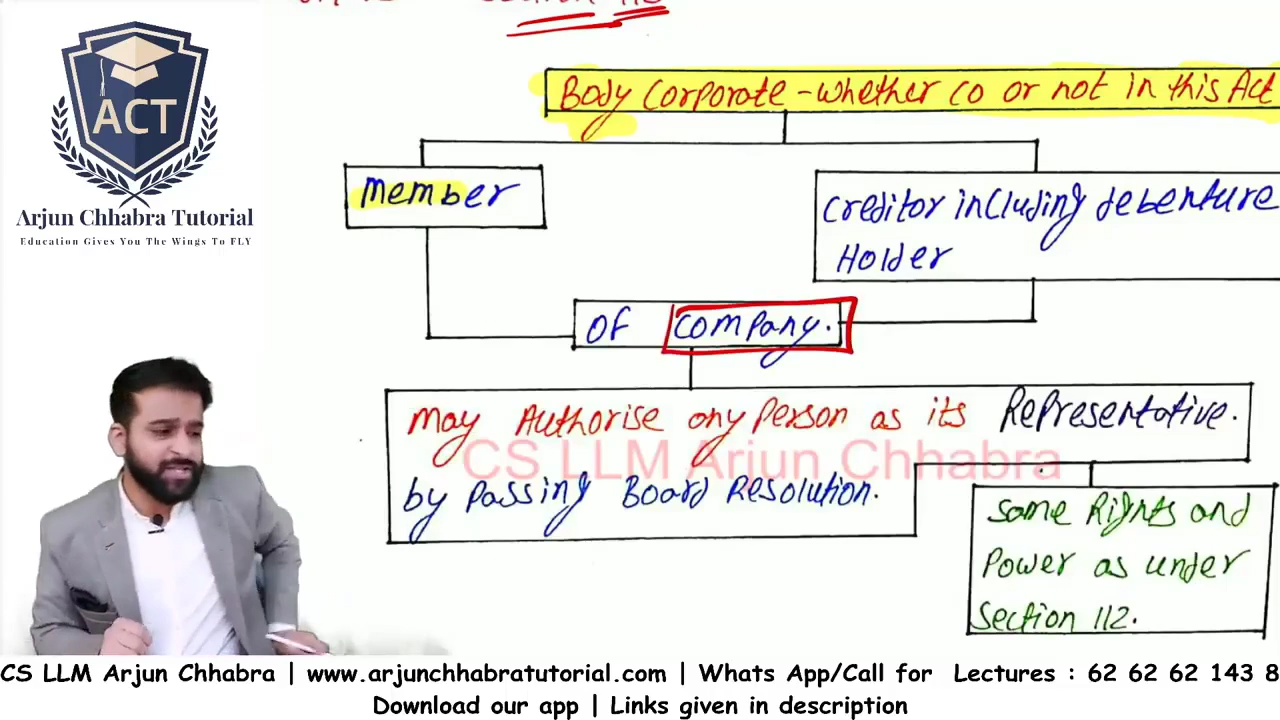 Section 113
ACT
Arjun Chhabra Tutorial
Education Gives You The Wings To FLY
Body Corporate - whether co or not in this Act
Member
Creditor including debenture
Holder
OF Company.
May Authorise any Person as its Representative.
CS LLM Arjun Chhabra
by Passing Board Resolution.
Same Rights and
Power as under
Section 112.
CS LLM Arjun Chhabra | www.arjunchhabratutorial.com | Whats App/Call for Lectures : 62 62 62 143 8
Download our app | Links given in description